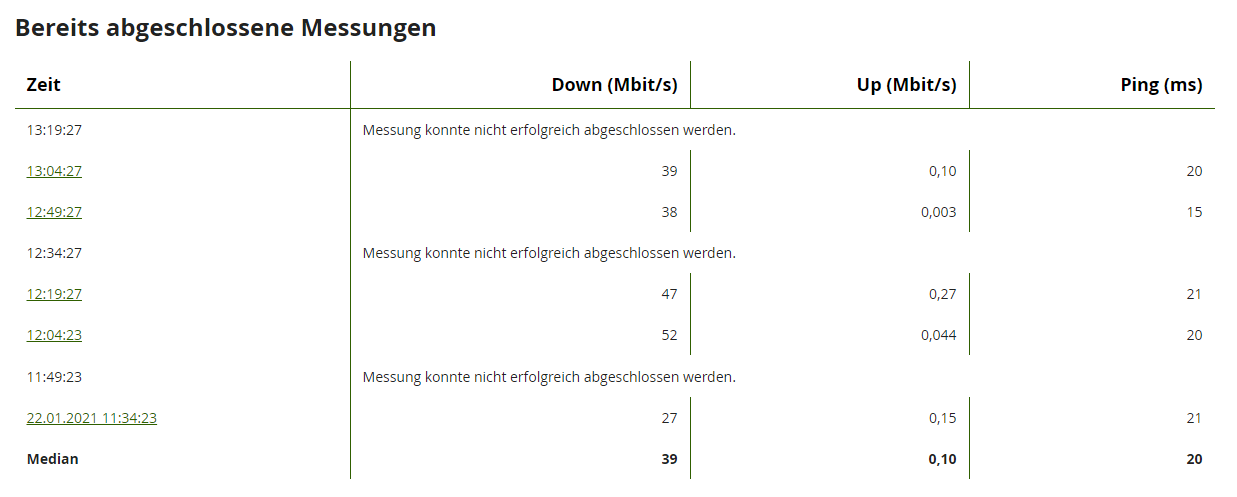 Bereits abgeschlossene Messungen
Zeit Down (Mbit/s) Up (Mbit/s) Ping (ms)
13:19:27 Messung konnte nicht erfolgreich abgeschlossen werden.
13:04:27 39 0,10 20
12:49:27 38 0,003 15
12:34:27 Messung konnte nicht erfolgreich abgeschlossen werden.
12:19:27 47 0,27 21
12:04:23 52 0,044 20
11:49:23 Messung konnte nicht erfolgreich abgeschlossen werden.
22.01.2021 11:34:23 27 0,15 21
Median 39 0,10 20